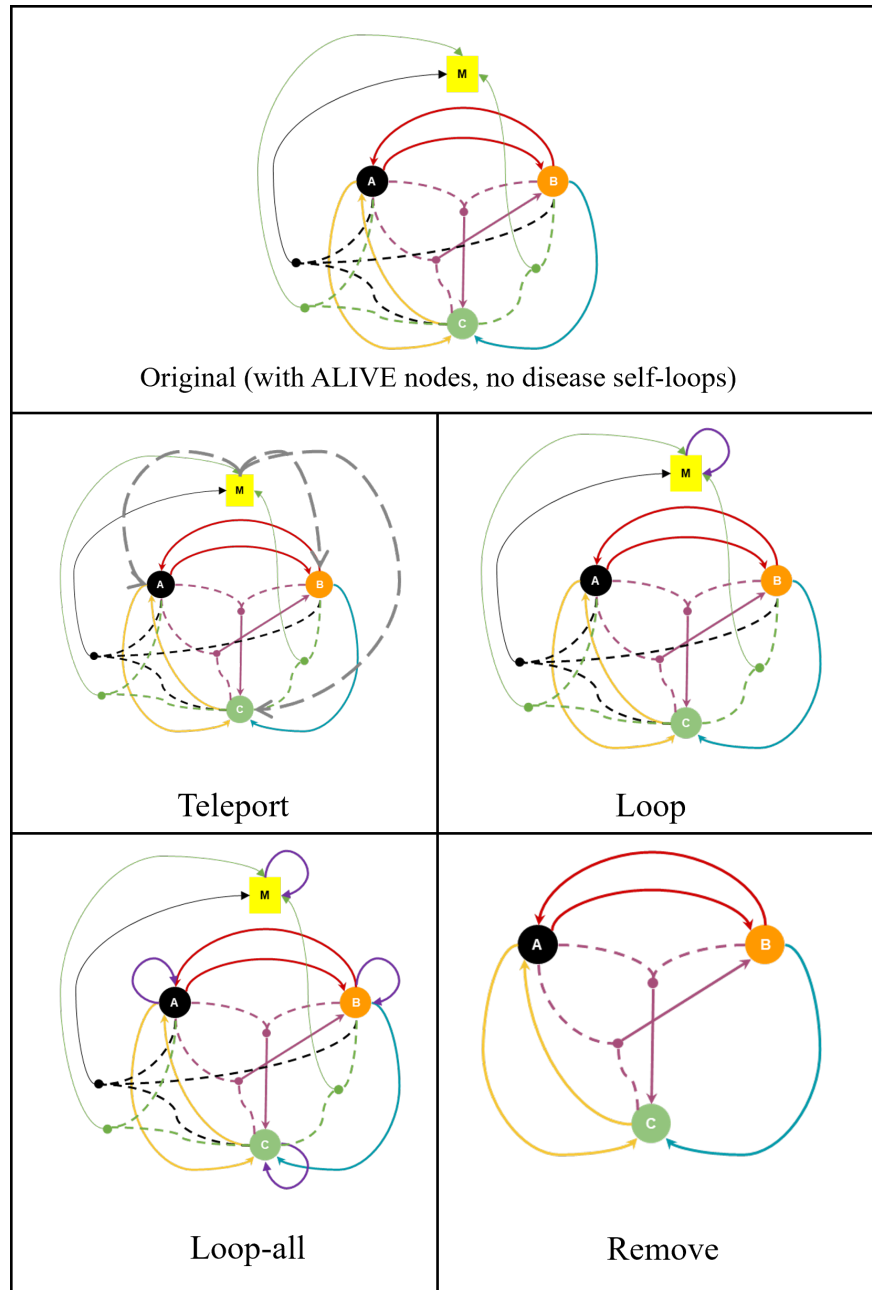 M
A
B
C
Original (with ALIVE nodes, no disease self-loops)
M
A
B
C
Teleport
M
A
B
C
Loop
M
A
B
C
Loop-all
A
B
C
Remove